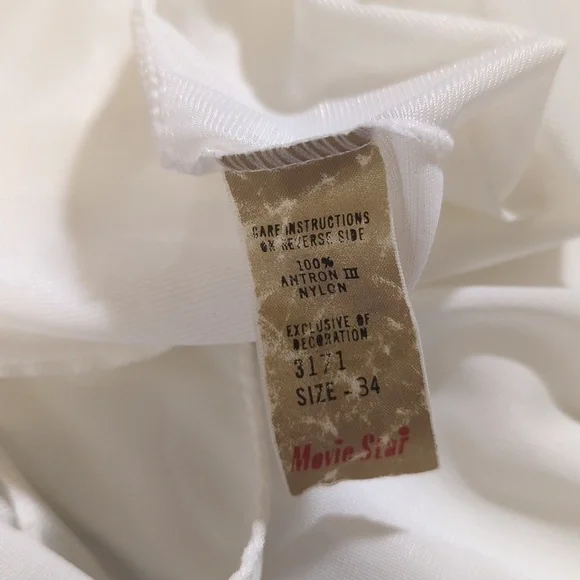 CARE INSTRUCTIONS
ON REVERSE SIDE
100%
ANTRON III
NYLON
EXCLUSIVE OF
DECORATION
3171
SIZE - 34
Movie Star